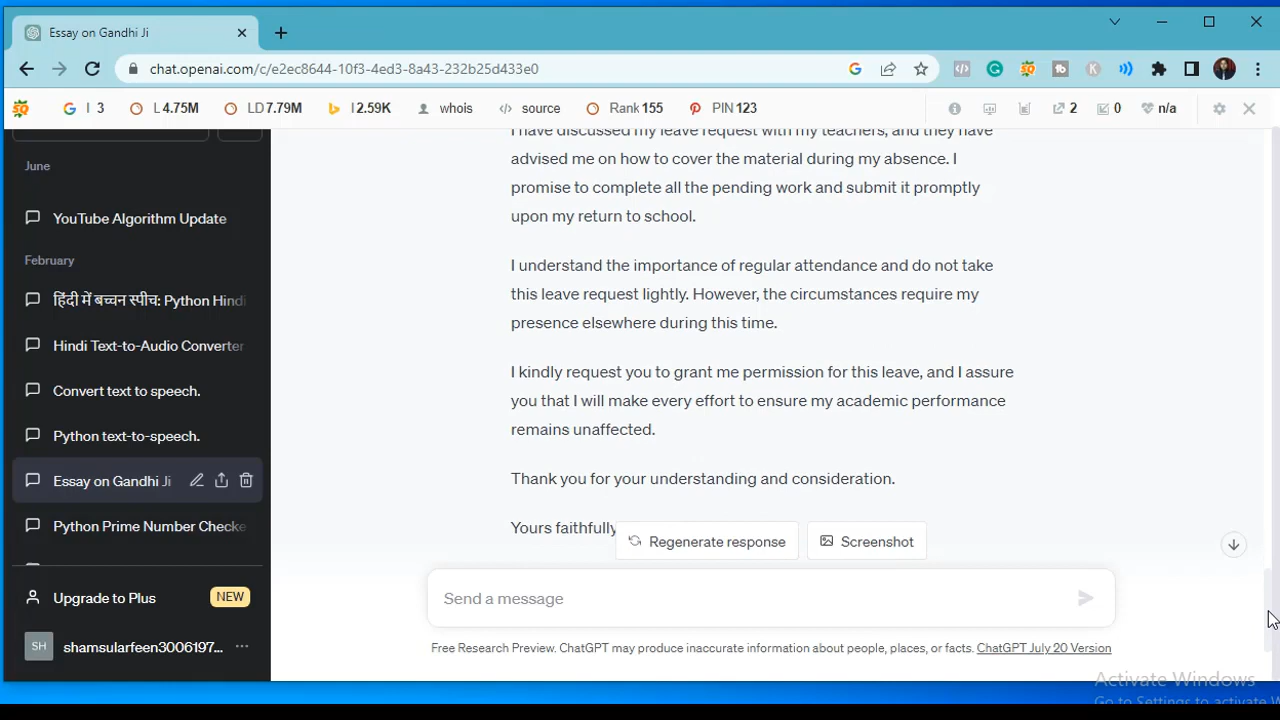 Essay on Gandhi Ji
chat.openai.com/c/e2ec8644-10f3-4ed3-8a43-232b25d433e0
I 3
L 4.75M
LD 7.79M
I 2.59K
whois
source
Rank 155
PIN 123
2
0
n/a
June
YouTube Algorithm Update
February
हिंदी में बच्चन स्पीच: Python Hindi
Hindi Text-to-Audio Converter
Convert text to speech.
Python text-to-speech.
Essay on Gandhi Ji
Python Prime Number Checke
Upgrade to Plus
NEW
SH
shamsularfeen3006197...
I have discussed my leave request with my teachers, and they have
advised me on how to cover the material during my absence. I
promise to complete all the pending work and submit it promptly
upon my return to school.
I understand the importance of regular attendance and do not take
this leave request lightly. However, the circumstances require my
presence elsewhere during this time.
I kindly request you to grant me permission for this leave, and I assure
you that I will make every effort to ensure my academic performance
remains unaffected.
Thank you for your understanding and consideration.
Yours faithfully
Regenerate response
Screenshot
Send a message
Free Research Preview. ChatGPT may produce inaccurate information about people, places, or facts. ChatGPT July 20 Version
Activate Windows
Go to Settings to activate W